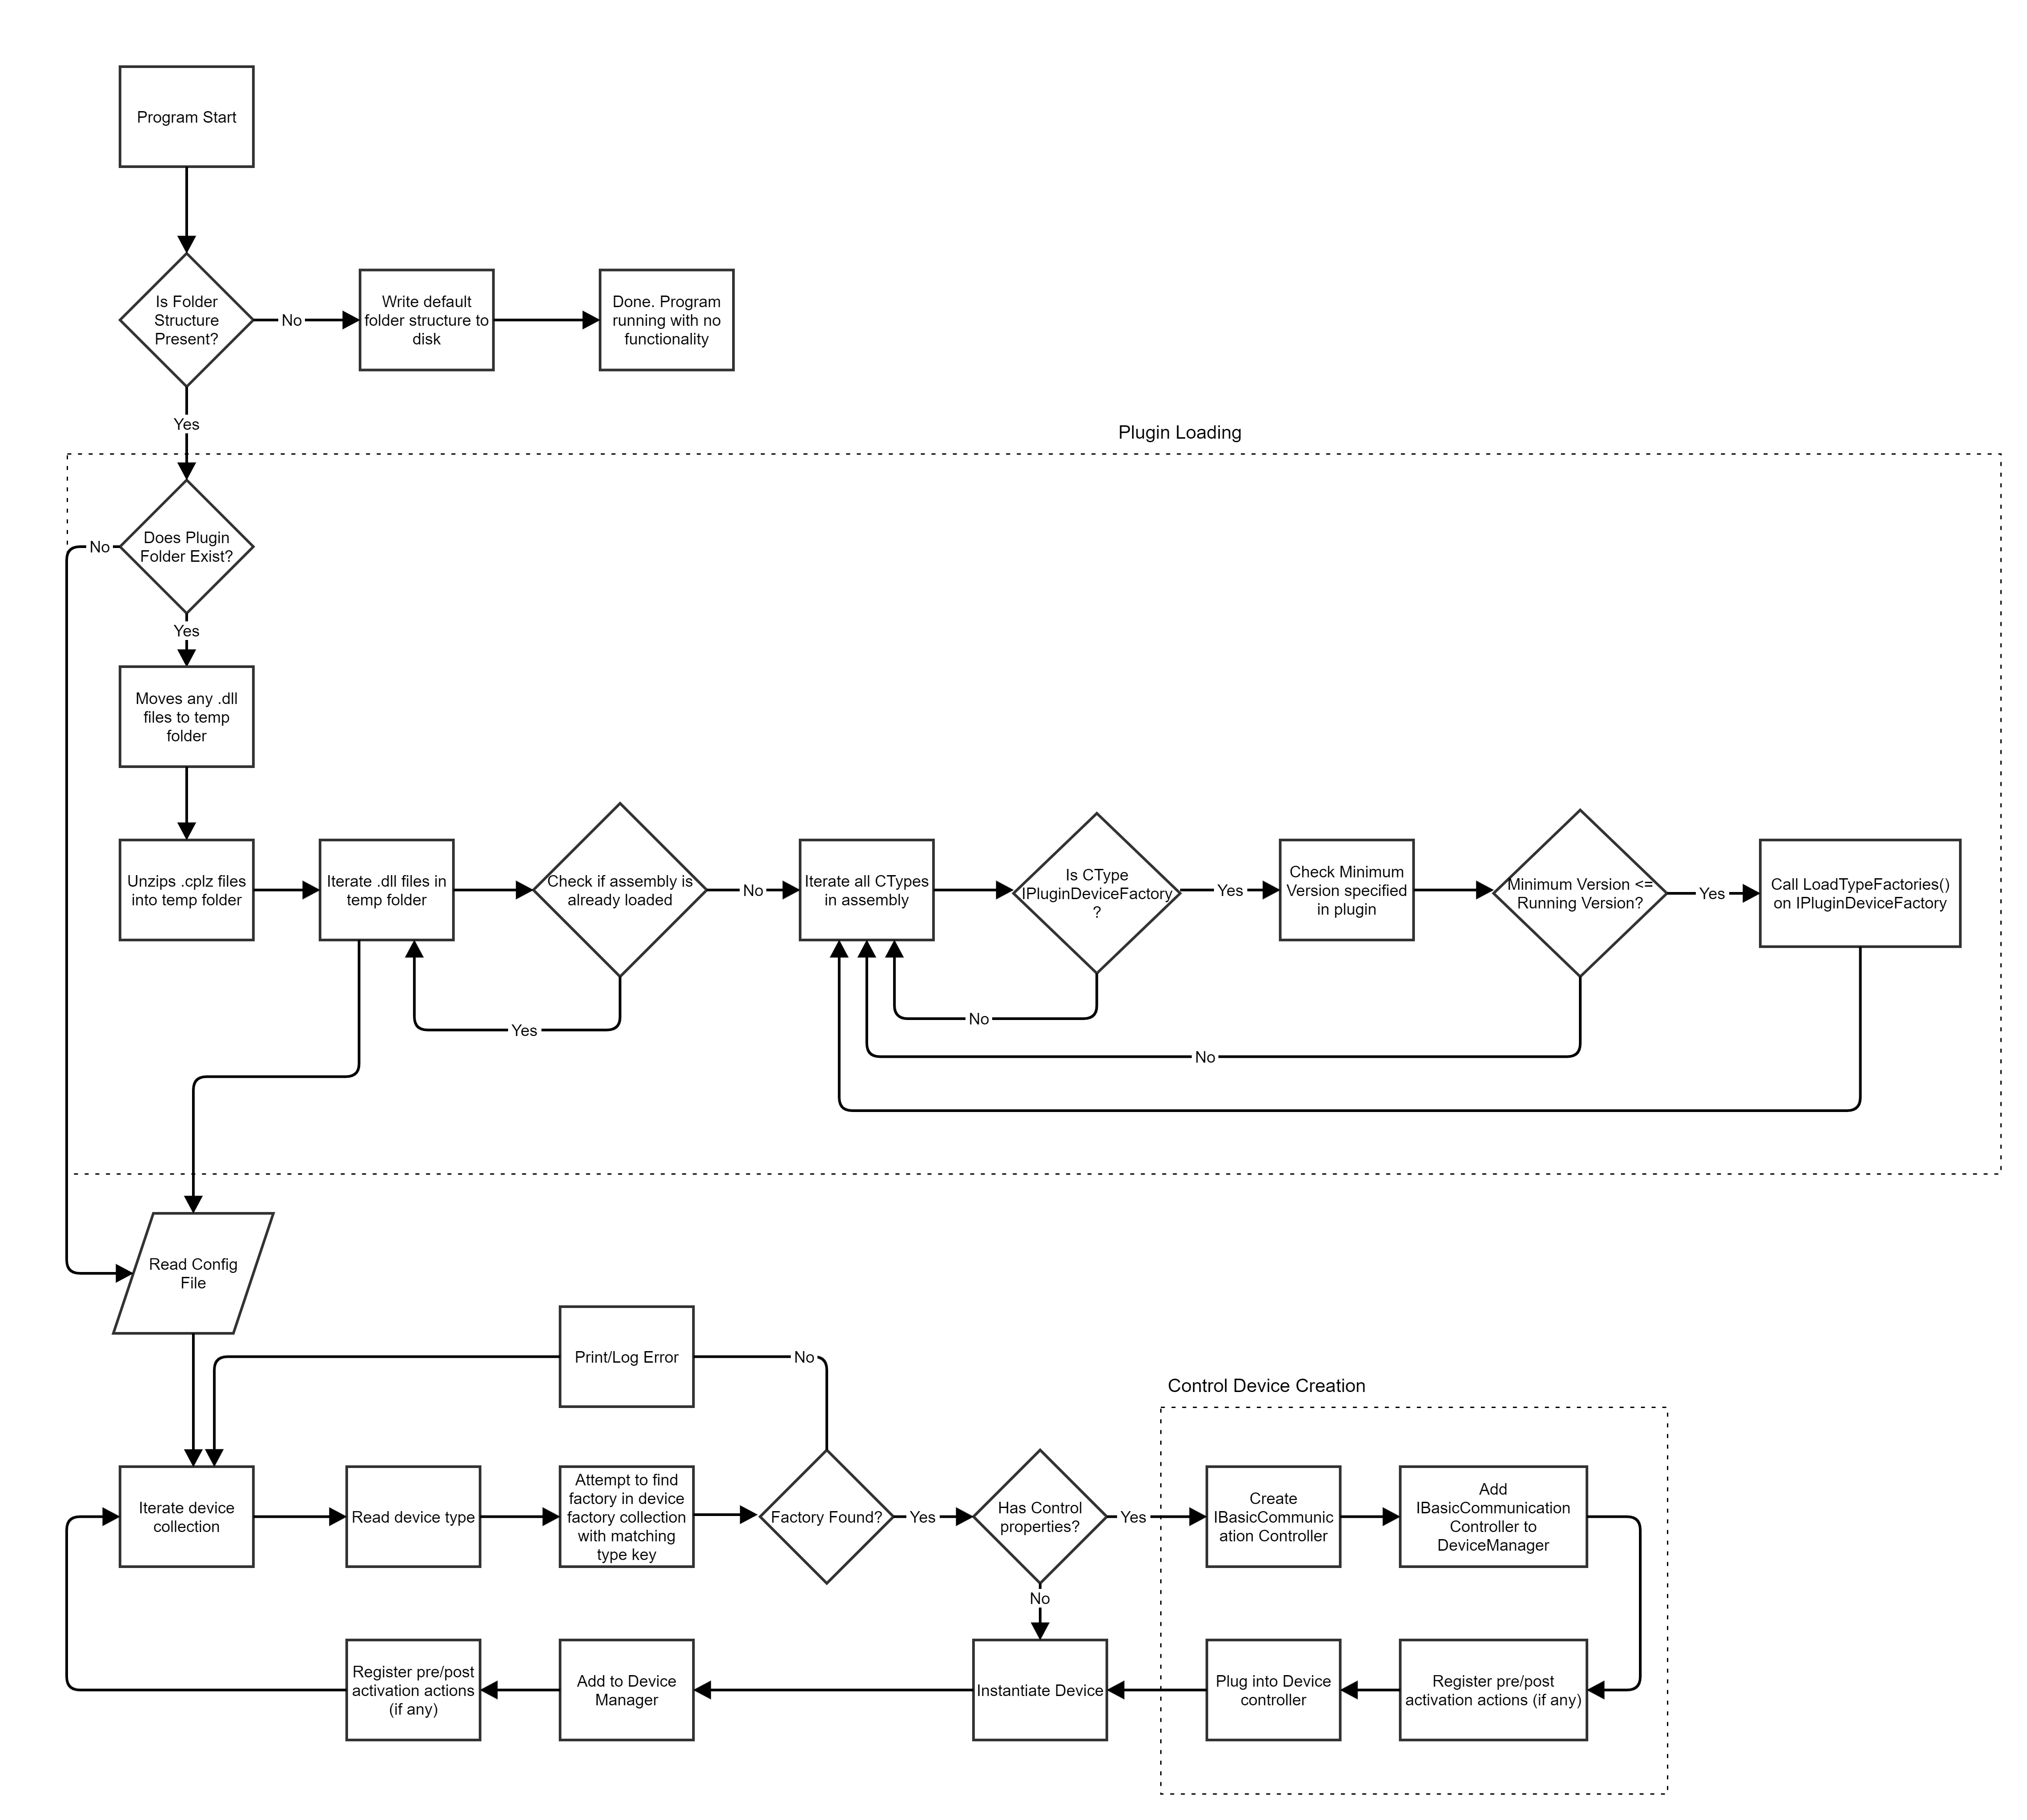 Program Start
Is Folder
Structure
Present?
No
Write default
folder structure to
disk
Done. Program
running with no
functionality
Yes
Plugin Loading
Does Plugin
Folder Exist?
No
Yes
Moves any .dll
files to temp
folder
Unzips .cplz files
into temp folder
Iterate .dll files in
temp folder
Check if assembly is
already loaded
No
Iterate all CTypes
in assembly
Is CType
IPluginDeviceFactory
?
Yes
Check Minimum
Version specified
in plugin
Minimum Version <=
Running Version?
Yes
Call LoadTypeFactories()
on IPluginDeviceFactory
Yes
No
No
Read Config
File
Print/Log Error
No
Control Device Creation
Iterate device
collection
Read device type
Attempt to find
factory in device
factory collection
with matching
type key
Factory Found?
Yes
Has Control
properties?
Yes
Create
IBasicCommunic
ation Controller
Add
IBasicCommunication
Controller to
DeviceManager
No
Register pre/post
activation actions
(if any)
Add to Device
Manager
Instantiate Device
Plug into Device
controller
Register pre/post
activation actions (if any)